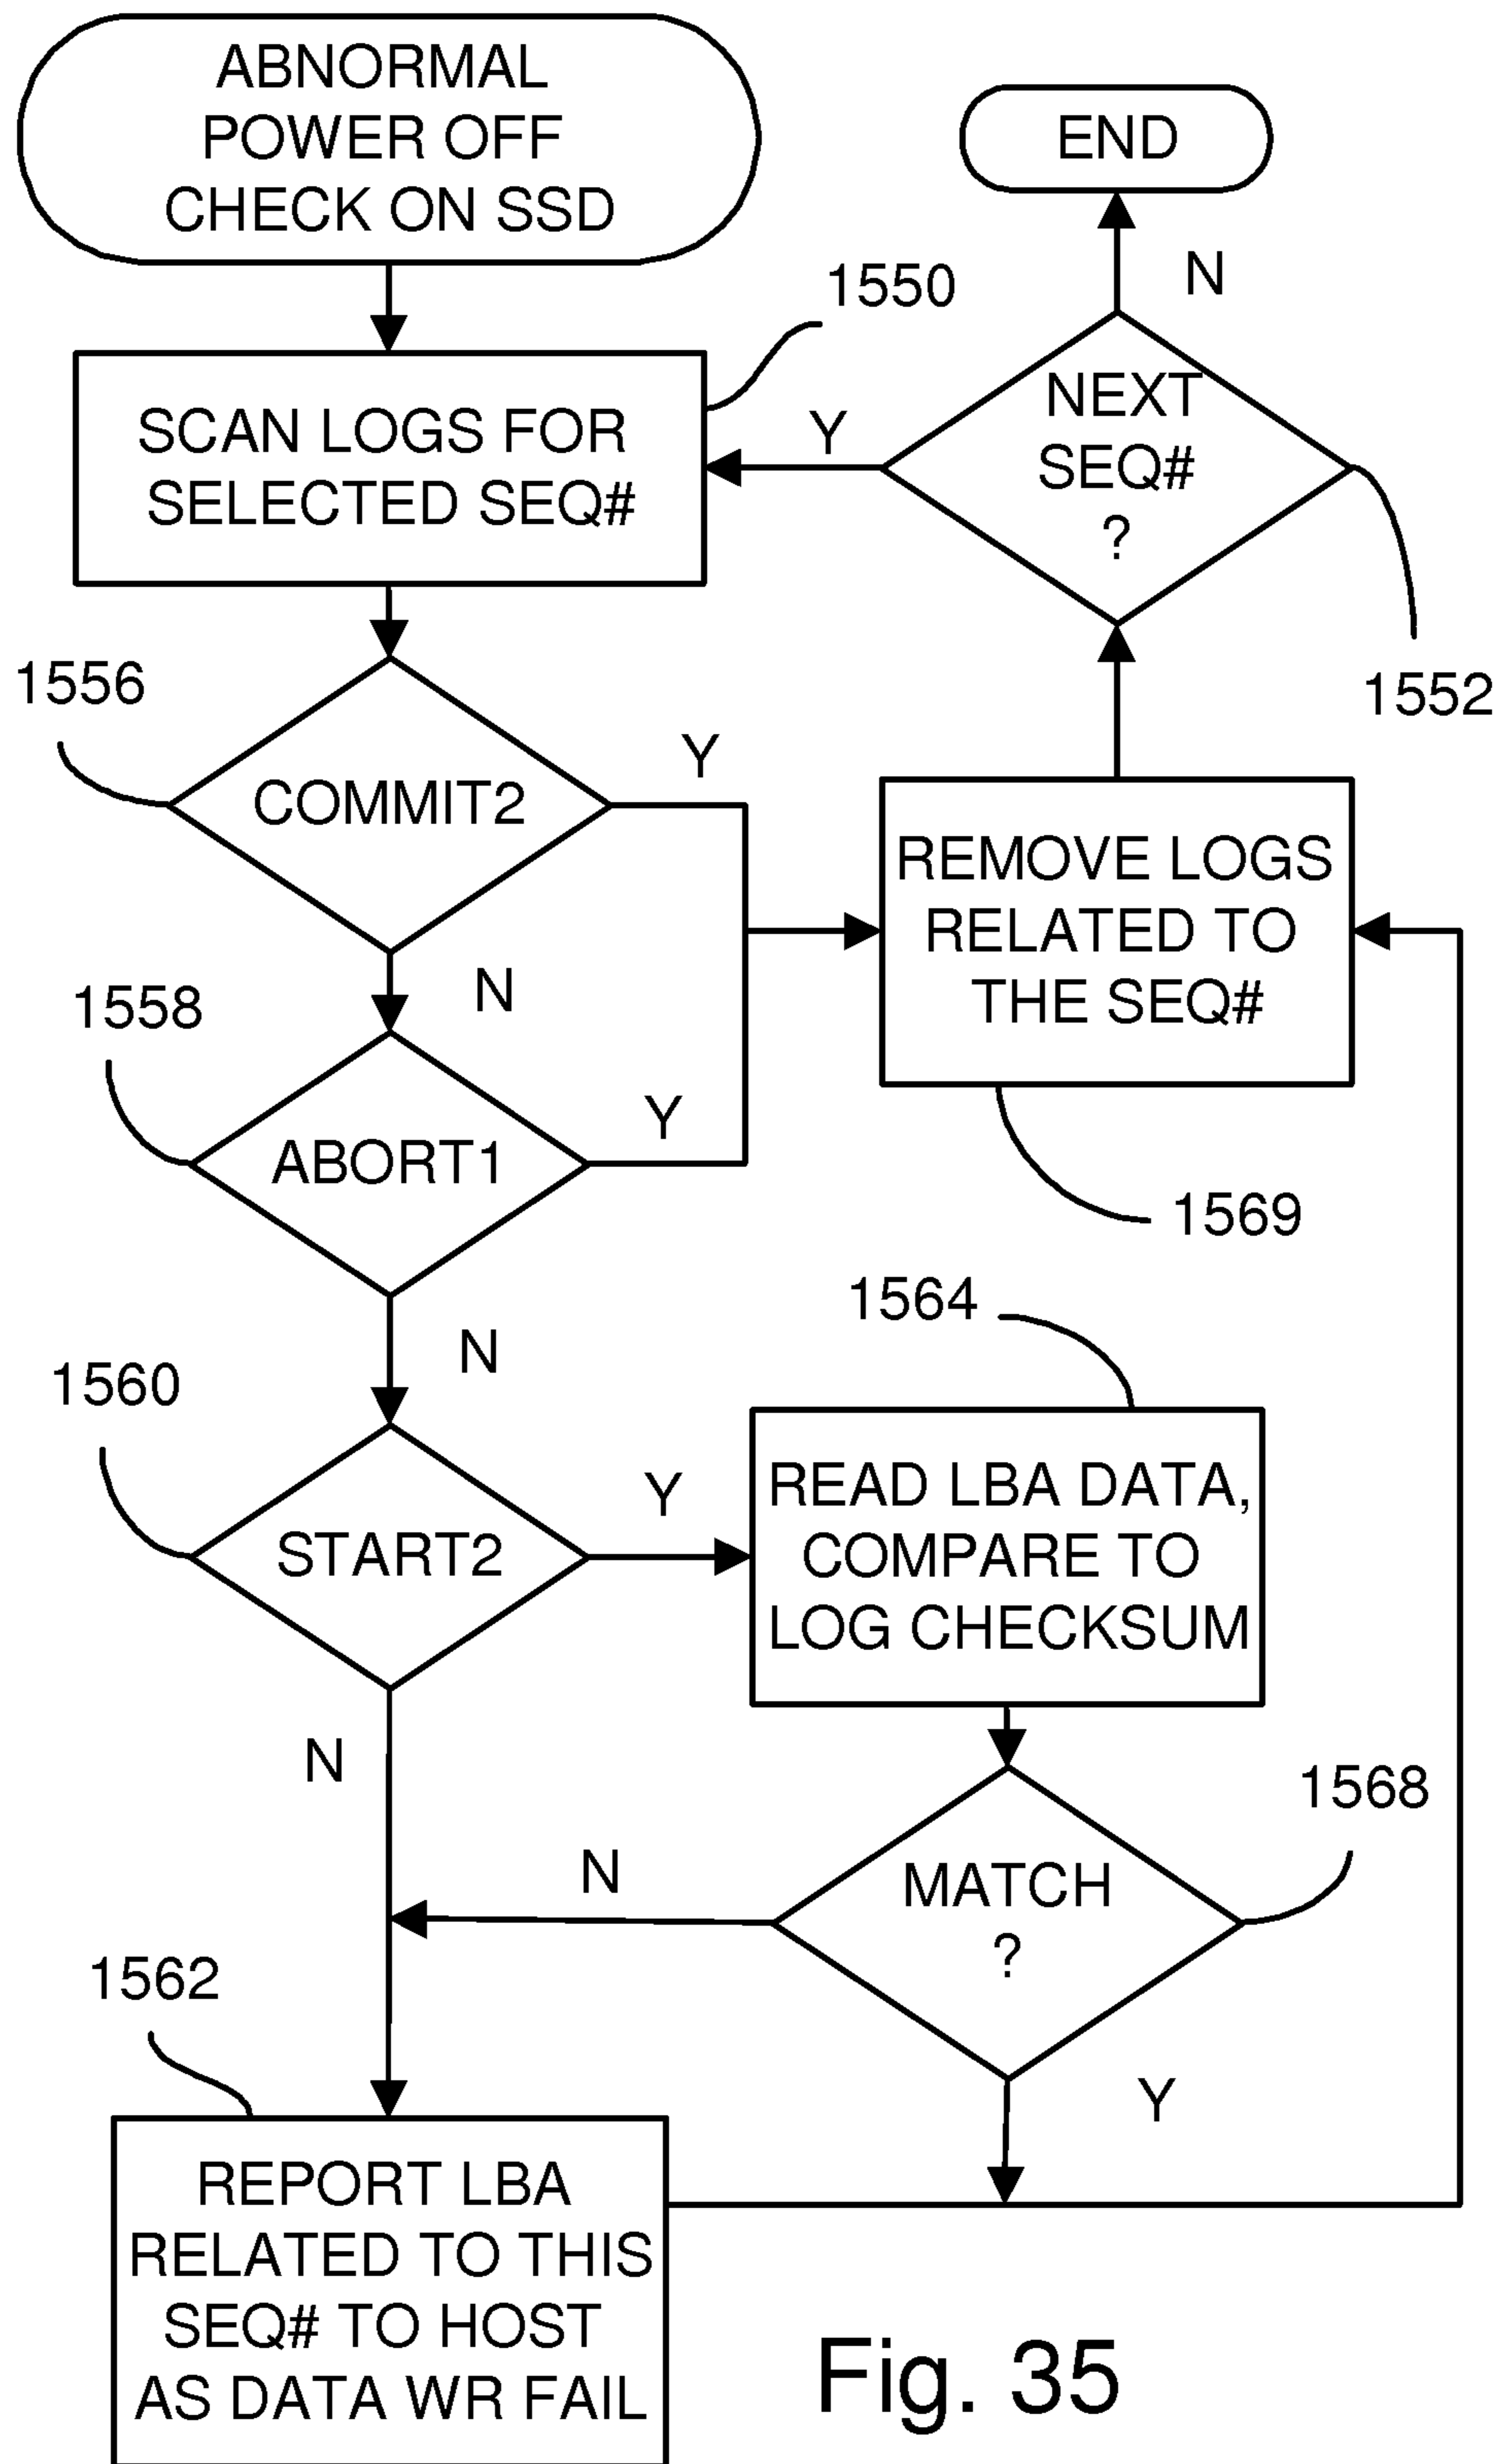 ABNORMAL
POWER OFF
CHECK ON SSD
END
N
1550
SCAN LOGS FOR
SELECTED SEQ#
Y
NEXT
SEQ#
?
1552
1556
COMMIT2
Y
N
REMOVE LOGS
RELATED TO
THE SEQ#
1569
1558
ABORT1
Y
N
1564
1560
START2
Y
N
READ LBA DATA,
COMPARE TO
LOG CHECKSUM
1568
MATCH
?
N
Y
1562
REPORT LBA
RELATED TO THIS
SEQ# TO HOST
AS DATA WR FAIL
Fig. 35